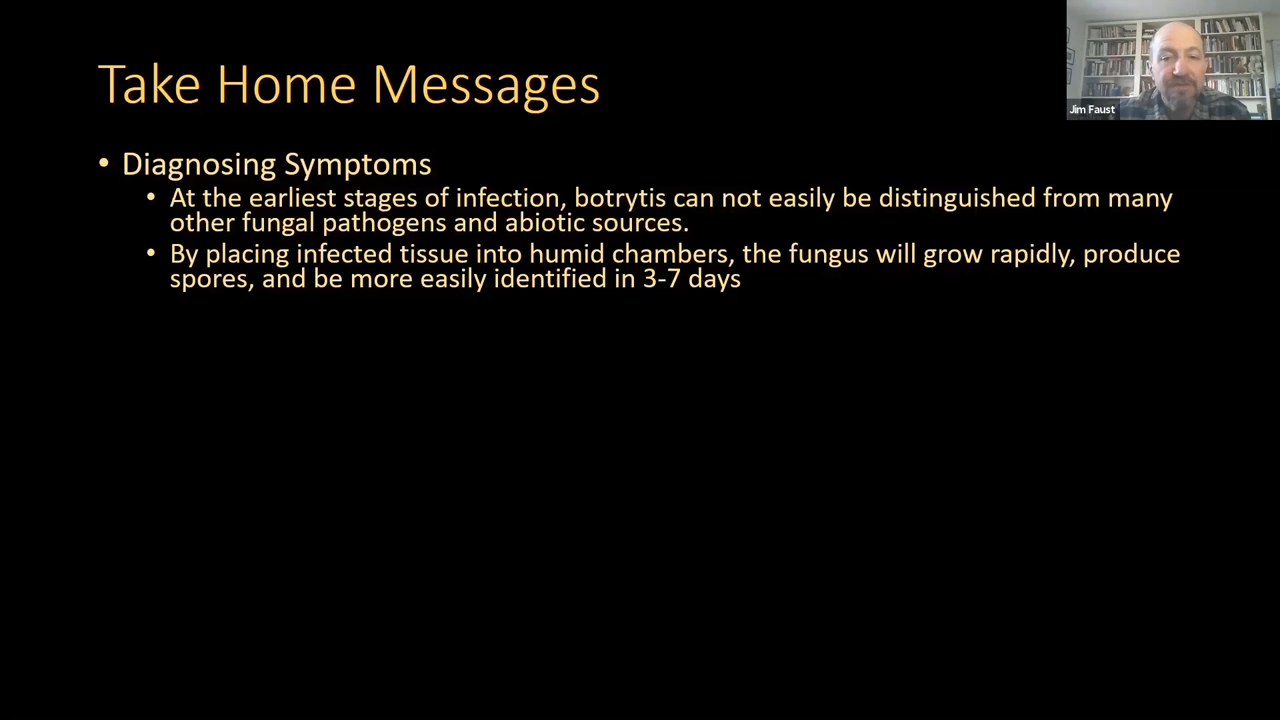 Take Home Messages
Jim Faust
• Diagnosing Symptoms
• At the earliest stages of infection, botrytis can not easily be distinguished from many
other fungal pathogens and abiotic sources.
• By placing infected tissue into humid chambers, the fungus will grow rapidly, produce
spores, and be more easily identified in 3-7 days